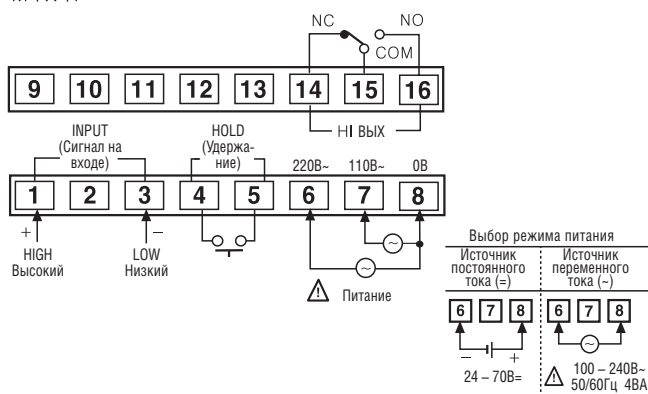 NC NO
COM
9 10 11 12 13 14 15 16
HI ВЫХ
INPUT
(Сигнал на
входе)
HOLD
(Удержа-
ние)
220В~ 110В~ 0В
1 2 3 4 5 6 7 8
+ –
HIGH
Высокий
LOW
Низкий
Питание
Выбор режима питания
Источник
постоянного
тока (=)
Источник
переменного
тока (~)
6 7 8 6 7 8
– +
24 – 70В=
100 – 240В~
50/60Гц 4ВА